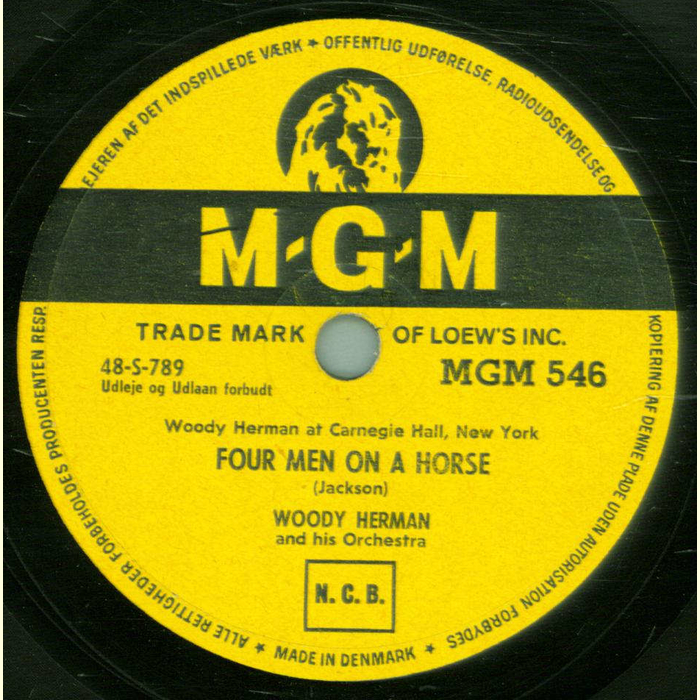 EJEREN AF DET INDSPILLEDE VÆRK ★ OFFENTLIG UDFØRELSE, RADIOUDSENDELSE OG
M-G-M
TRADE MARK OF LOEW'S INC.
48-S-789
MGM 546
Udleje og Udlaan forbudt
Woody Herman at Carnegie Hall, New York
FOUR MEN ON A HORSE
(Jackson)
WOODY HERMAN
and his Orchestra
N. C. B.
KOPIERING AF DENNE PLADE UDEN AUTORISATION FORBYDES
★ MADE IN DENMARK ★
ALLE RETTIGHEDER FORBEHOLDES PRODUCENTEN RESP.